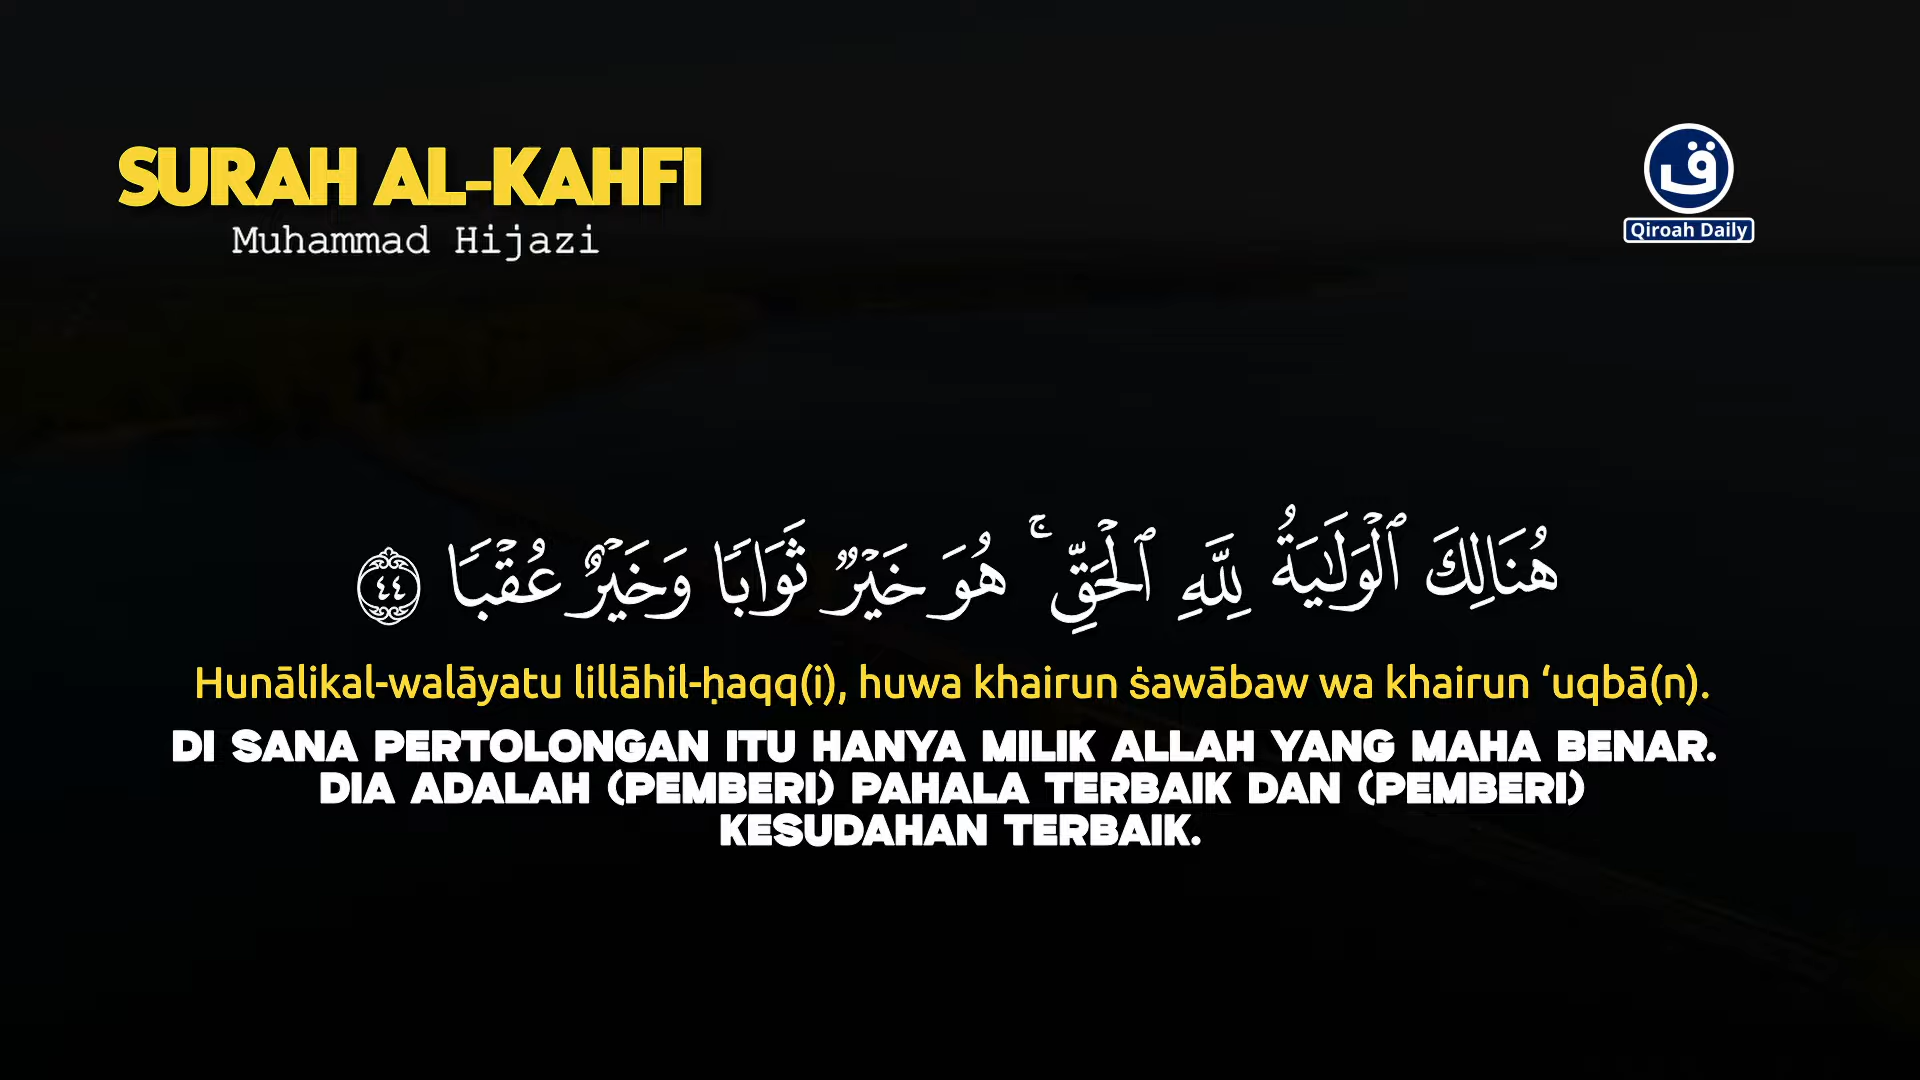 SURAH AL-KAHFI
Muhammad Hijazi
ق
Qiroah Daily
هُنَالِكَ ٱلْوَلَـٰيَةُ لِلَّهِ ٱلْحَقِّ ۚ هُوَ خَيْرٌ ثَوَابًا وَخَيْرٌ عُقْبًا ٤٤
Hunālikal-walāyatu lillāhil-ḥaqq(i), huwa khairun ṡawābaw wa khairun ‘uqbā(n).
DI SANA PERTOLONGAN ITU HANYA MILIK ALLAH YANG MAHA BENAR.
DIA ADALAH (PEMBERI) PAHALA TERBAIK DAN (PEMBERI)
KESUDAHAN TERBAIK.